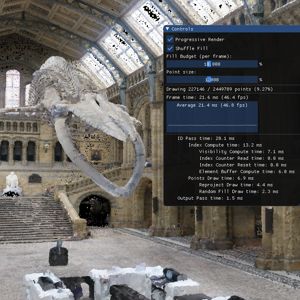 Controls
Progressive Render
Shuffle Fill
Fill Budget (per frame):
%
Point size:
%
Drawing 227146 / 2449789 points (9.27%)
Frame time: 21.6 ms (46.4 fps)
Average 21.4 ms (46.8 fps)
ID Pass time: 20.1 ms
Index Compute time: 13.2 ms
Visibility Compute time: 7.1 ms
Index Counter Read time: 0.0 ms
Index Counter Reset time: 0.0 ms
Element Buffer Compute time: 6.0 ms
Points Draw time: 6.9 ms
Reproject Draw time: 4.4 ms
Random Fill Draw time: 2.3 ms
Output Pass time: 1.5 ms